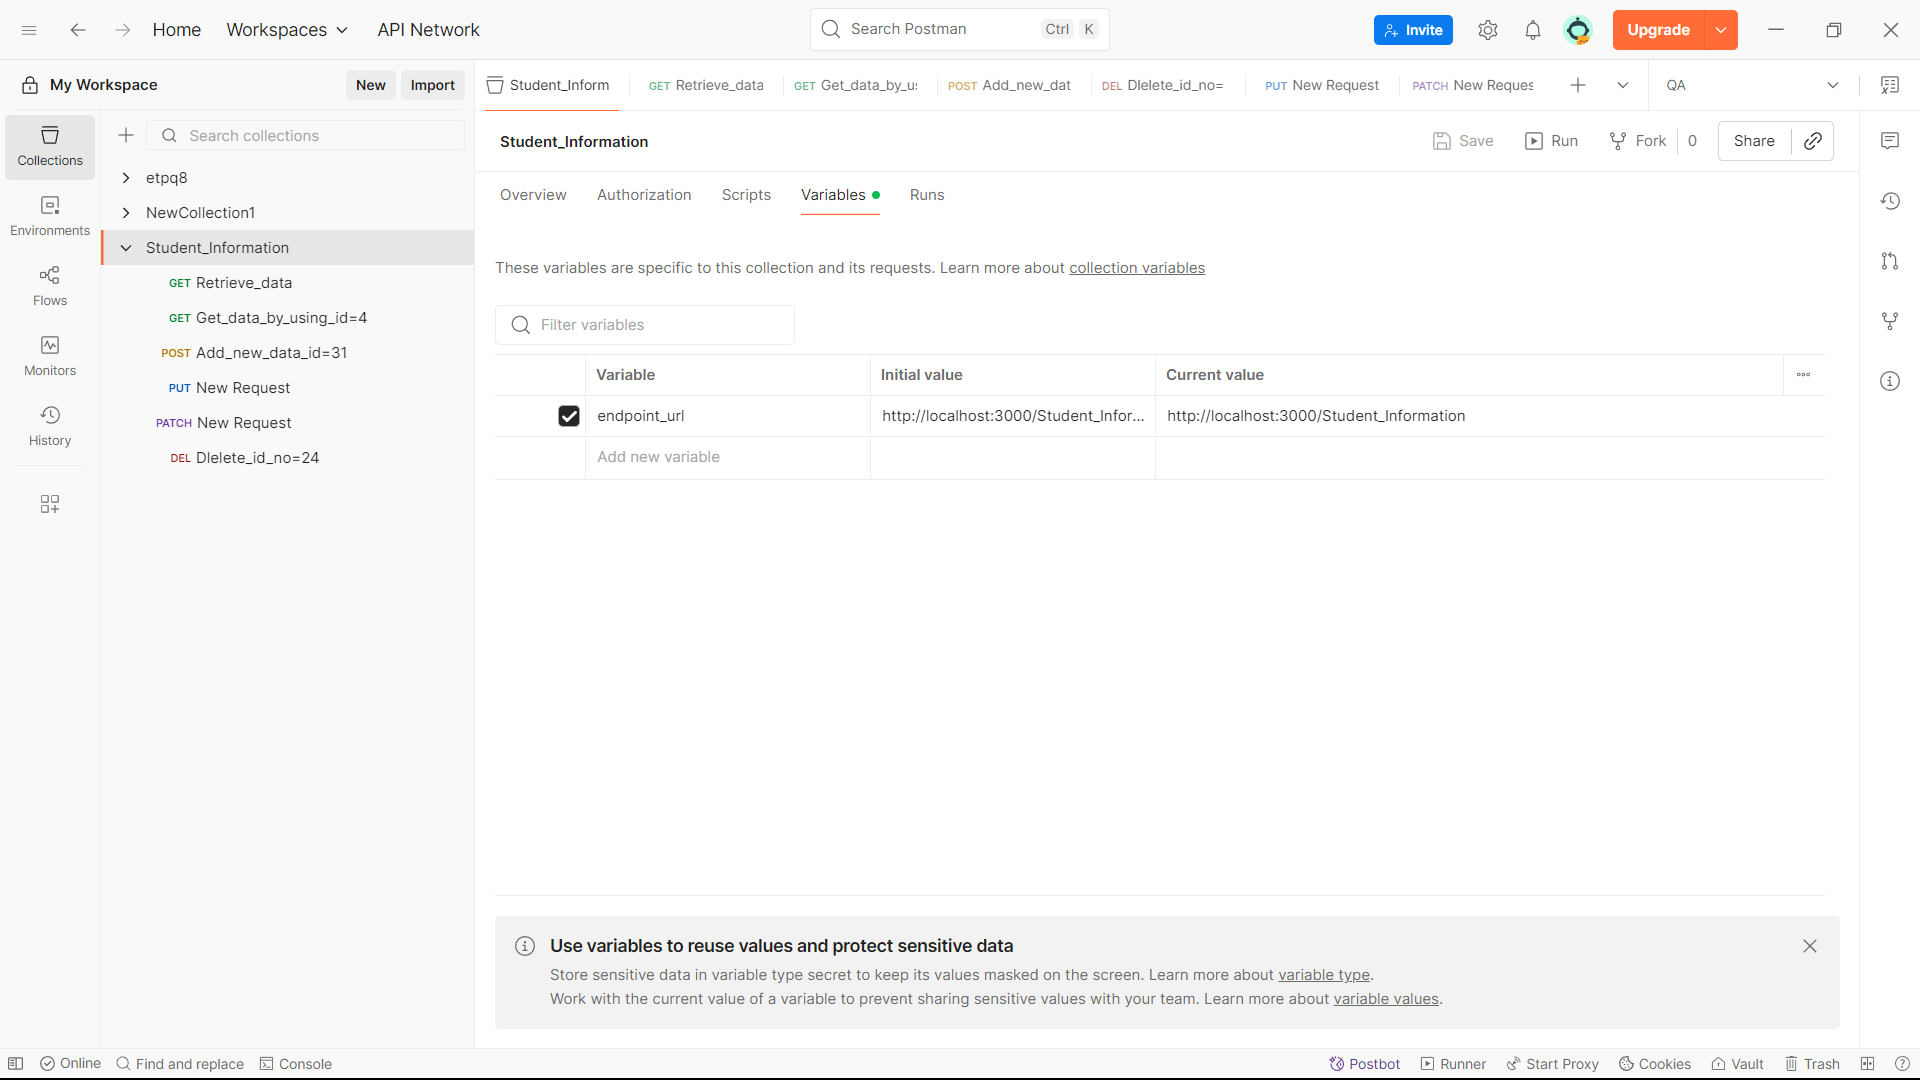 Home Workspaces API Network Search Postman Ctrl K Invite Upgrade
My Workspace New Import
Student_Inform GET Retrieve_data GET Get_data_by_us POST Add_new_dat DEL Dlelete_id_no= PUT New Request PATCH New Reques QA
Collections
Environments
Flows
Monitors
History
Search collections
etpq8
NewCollection1
Student_Information
GET Retrieve_data
GET Get_data_by_using_id=4
POST Add_new_data_id=31
PUT New Request
PATCH New Request
DEL Dlelete_id_no=24
Student_Information Save Run Fork 0 Share
Overview Authorization Scripts Variables Runs
These variables are specific to this collection and its requests. Learn more about collection variables
Filter variables
Variable Initial value Current value
endpoint_url http://localhost:3000/Student_Infor... http://localhost:3000/Student_Information
Add new variable
Use variables to reuse values and protect sensitive data
Store sensitive data in variable type secret to keep its values masked on the screen. Learn more about variable type.
Work with the current value of a variable to prevent sharing sensitive values with your team. Learn more about variable values.
Online Find and replace Console Postbot Runner Start Proxy Cookies Vault Trash